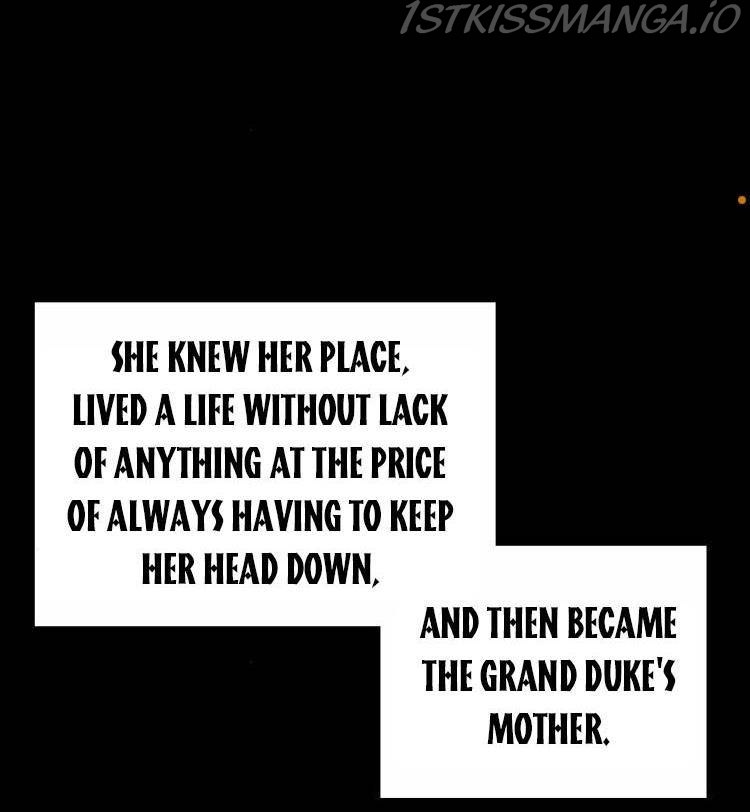 1STKISSMANGA.IO
SHE KNEW HER PLACE,
LIVED A LIFE WITHOUT LACK
OF ANYTHING AT THE PRICE
OF ALWAYS HAVING TO KEEP
HER HEAD DOWN,
AND THEN BECAME
THE GRAND DUKE'S
MOTHER.